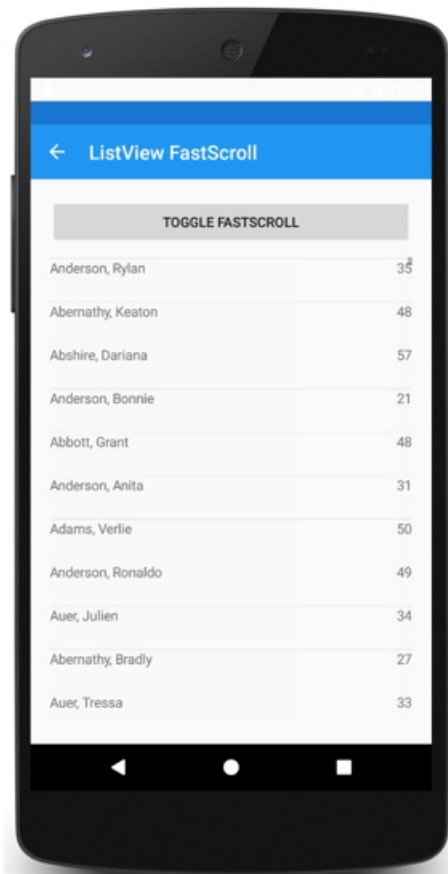 ListView FastScroll
TOGGLE FASTSCROLL
Anderson, Rylan 35
Abernathy, Keaton 48
Abshire, Dariana 57
Anderson, Bonnie 21
Abbott, Grant 48
Anderson, Anita 31
Adams, Verlie 50
Anderson, Ronaldo 49
Auer, Julien 34
Abernathy, Bradly 27
Auer, Tressa 33